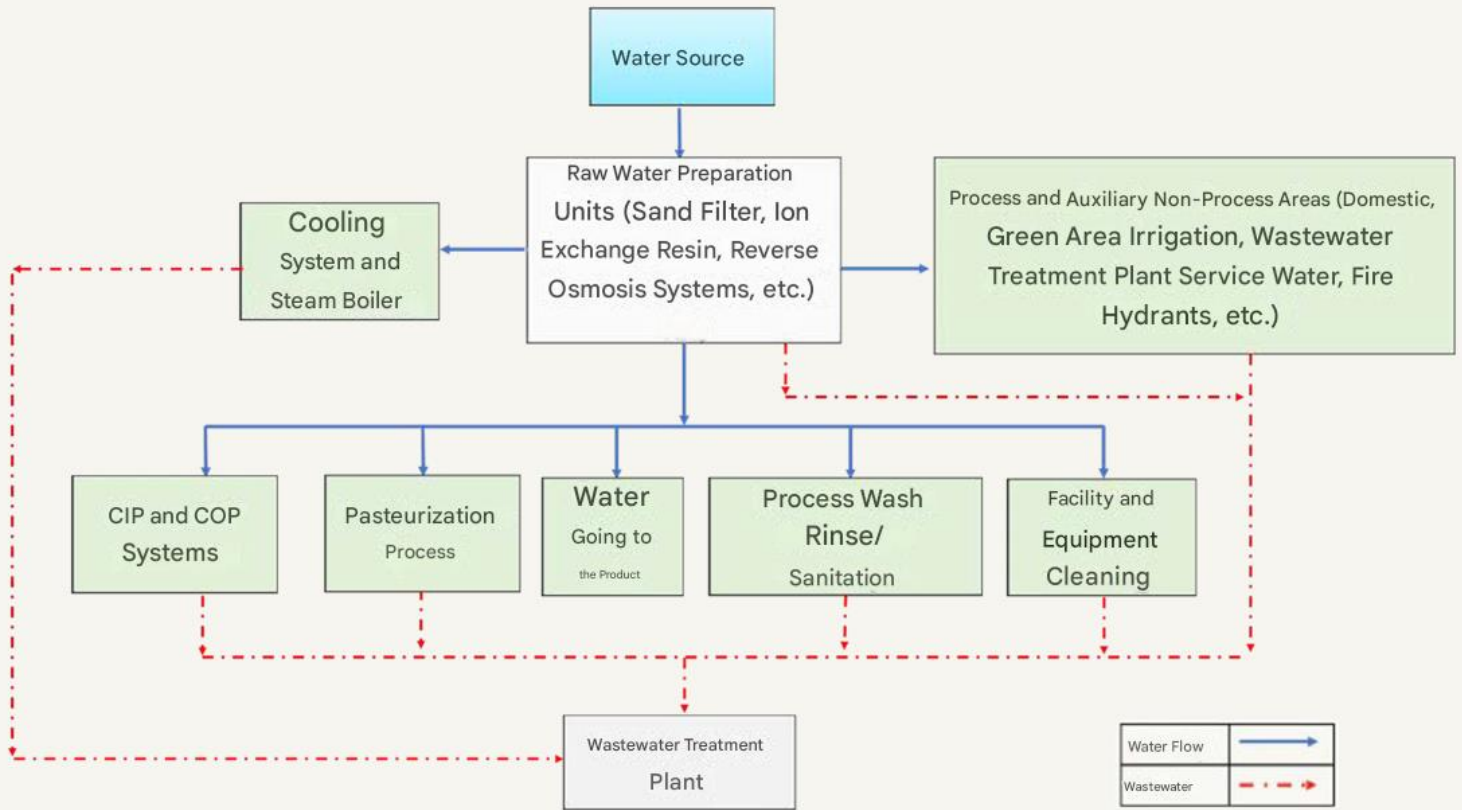 Water Source
Raw Water Preparation
Units (Sand Filter, Ion
Exchange Resin, Reverse
Osmosis Systems, etc.)
Cooling
System and
Steam Boiler
Process and Auxiliary Non-Process Areas (Domestic,
Green Area Irrigation, Wastewater
Treatment Plant Service Water, Fire
Hydrants, etc.)
CIP and COP
Systems
Pasteurization
Process
Water
Going to
the Product
Process Wash
Rinse/
Sanitation
Facility and
Equipment
Cleaning
Wastewater Treatment
Plant
Water Flow
Wastewater